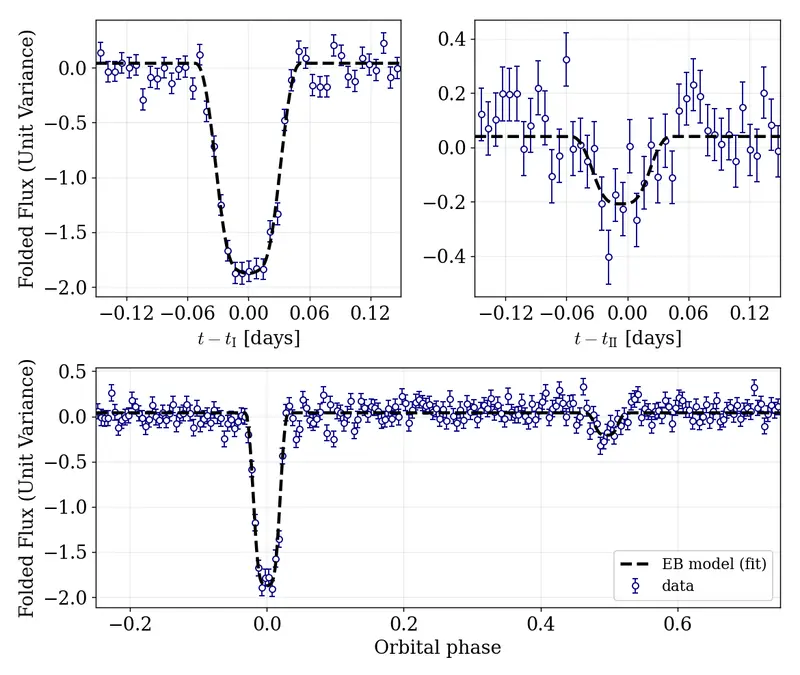 Folded Flux (Unit Variance)
0.0
−0.5
−1.0
−1.5
−2.0
−0.12 −0.06 0.00 0.06 0.12
t − tI [days]
0.4
0.2
0.0
−0.2
−0.4
−0.12 −0.06 0.00 0.06 0.12
t − tII [days]
Folded Flux (Unit Variance)
0.5
0.0
−0.5
−1.0
−1.5
−2.0
−0.2 0.0 0.2 0.4 0.6
Orbital phase
EB model (fit)
data